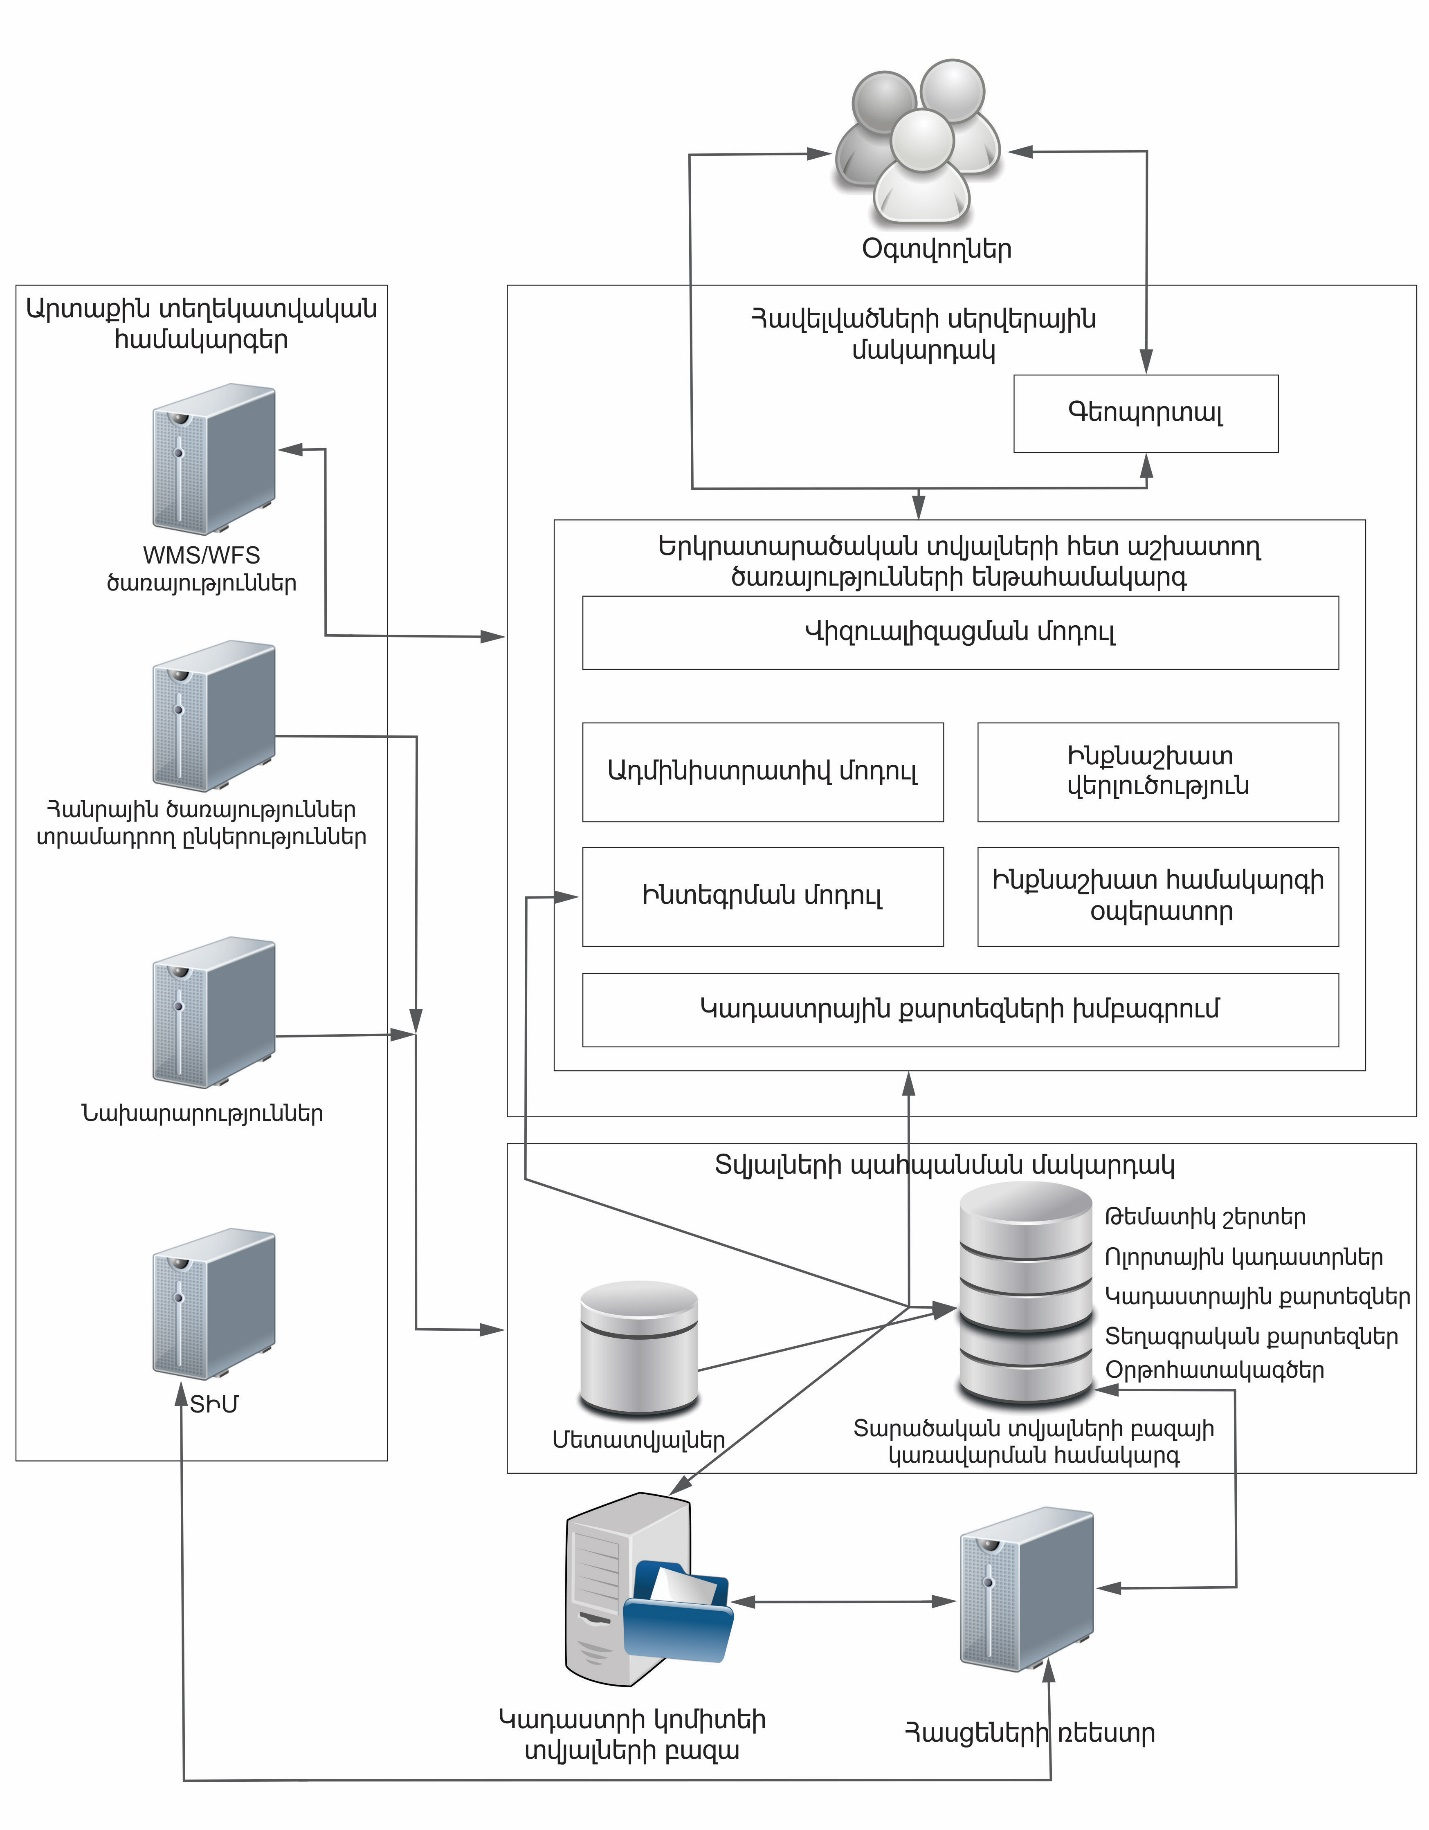 Օգտվողներ
Արտաքին տեղեկատվական
համակարգեր
WMS/WFS
ծառայություններ
Հանրային ծառայություններ
տրամադրող ընկերություններ
Նախարարություններ
ՏԻՄ
Հավելվածների սերվերային
մակարդակ
Գեոպորտալ
Երկրատարածական տվյալների հետ աշխատող
ծառայությունների ենթահամակարգ
Վիզուալիզացման մոդուլ
Ադմինիստրատիվ մոդուլ
Ինքնաշխատ
վերլուծություն
Ինտեգրման մոդուլ
Ինքնաշխատ համակարգի
օպերատոր
Կադաստրային քարտեզների խմբագրում
Տվյալների պահպանման մակարդակ
Թեմատիկ շերտեր
Ոլորտային կադաստրներ
Կադաստրային քարտեզներ
Տեղագրական քարտեզներ
Օրթոհատակագծեր
Մետատվյալներ
Տարածական տվյալների բազայի
կառավարման համակարգ
Կադաստրի կոմիտեի
տվյալների բազա
Հասցեների ռեեստր